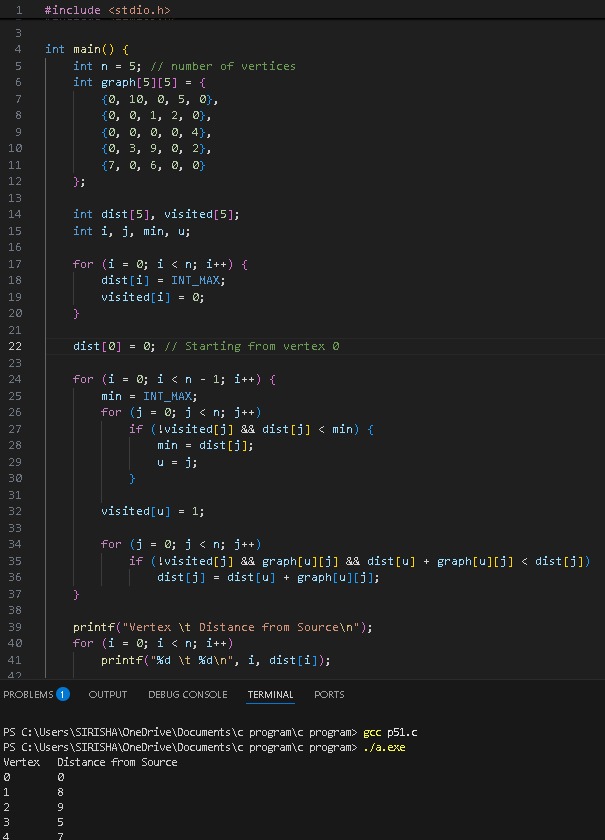 1 #include <stdio.h>
3
4 int main() {
5 int n = 5; // number of vertices
6 int graph[5][5] = {
7 {0, 10, 0, 5, 0},
8 {0, 0, 1, 2, 0},
9 {0, 0, 0, 0, 4},
10 {0, 3, 9, 0, 2},
11 {7, 0, 6, 0, 0}
12 };
13
14 int dist[5], visited[5];
15 int i, j, min, u;
16
17 for (i = 0; i < n; i++) {
18 dist[i] = INT_MAX;
19 visited[i] = 0;
20 }
21
22 dist[0] = 0; // Starting from vertex 0
23
24 for (i = 0; i < n - 1; i++) {
25 min = INT_MAX;
26 for (j = 0; j < n; j++)
27 if (!visited[j] && dist[j] < min) {
28 min = dist[j];
29 u = j;
30 }
31
32 visited[u] = 1;
33
34 for (j = 0; j < n; j++)
35 if (!visited[j] && graph[u][j] && dist[u] + graph[u][j] < dist[j])
36 dist[j] = dist[u] + graph[u][j];
37 }
38
39 printf("Vertex \t Distance from Source\n");
40 for (i = 0; i < n; i++)
41 printf("%d \t %d\n", i, dist[i]);
42
PROBLEMS 1 OUTPUT DEBUG CONSOLE TERMINAL PORTS
PS C:\Users\SIRISHA\OneDrive\Documents\c program\c program> gcc p51.c
PS C:\Users\SIRISHA\OneDrive\Documents\c program\c program> ./a.exe
Vertex Distance from Source
0 0
1 8
2 9
3 5
4 7